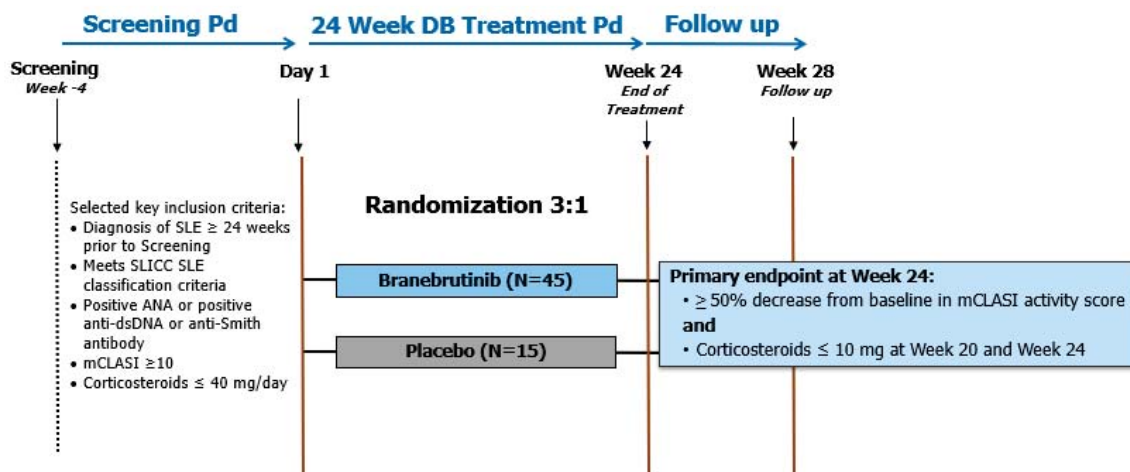 Screening Pd
24 Week DB Treatment Pd
Follow up
Screening
Week -4
Day 1
Week 24
End of
Treatment
Week 28
Follow up
Selected key inclusion criteria:
• Diagnosis of SLE ≥ 24 weeks
prior to Screening
• Meets SLICC SLE
classification criteria
• Positive ANA or positive
anti-dsDNA or anti-Smith
antibody
• mCLASI ≥10
• Corticosteroids ≤ 40 mg/day
Randomization 3:1
Branebrutinib (N=45)
Placebo (N=15)
Primary endpoint at Week 24:
• ≥ 50% decrease from baseline in mCLASI activity score
and
• Corticosteroids ≤ 10 mg at Week 20 and Week 24